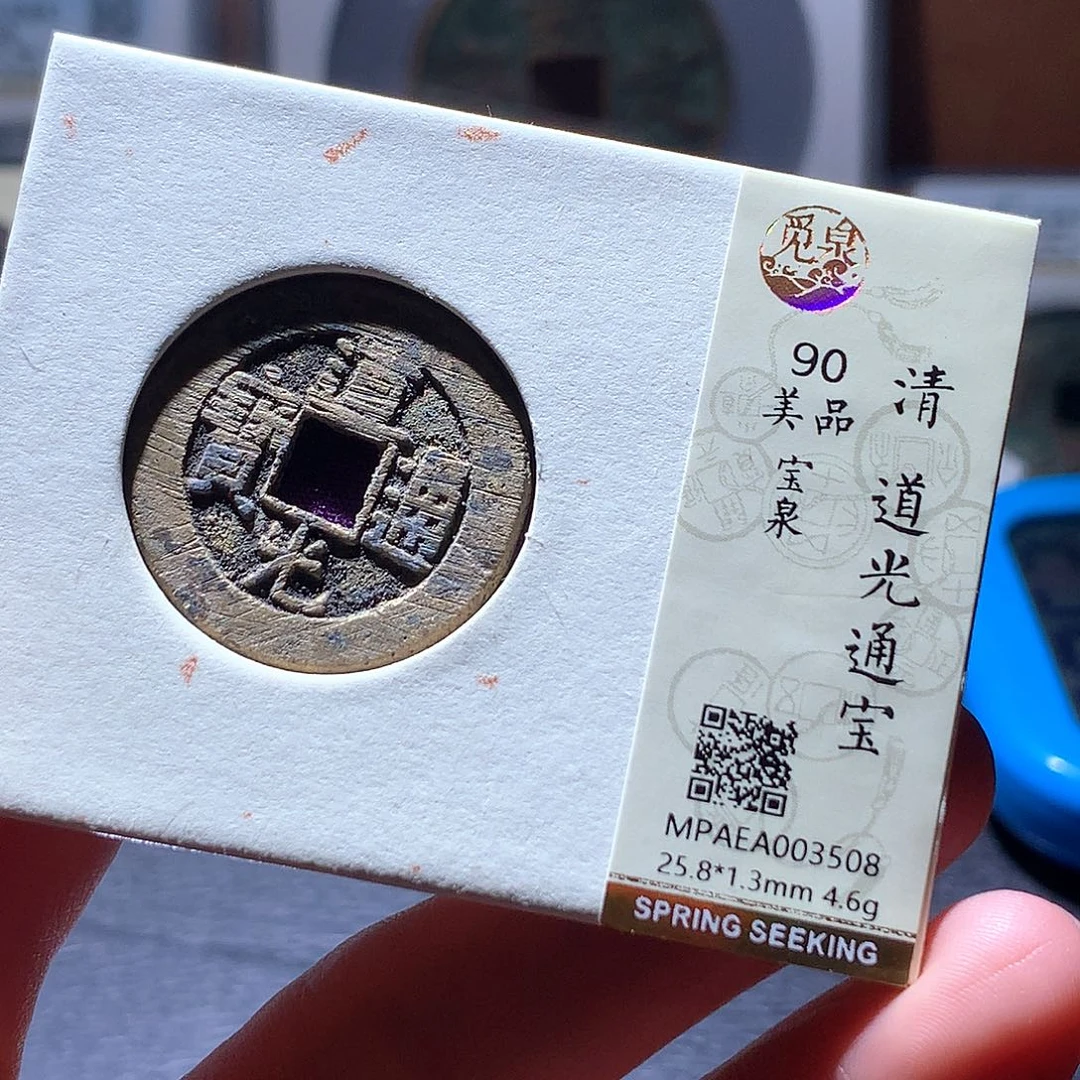 道光通寶
觅泉
90
美品
宝泉
清 道光通宝
MPAEA003508
25.8*1.3mm 4.6g
SPRING SEEKING